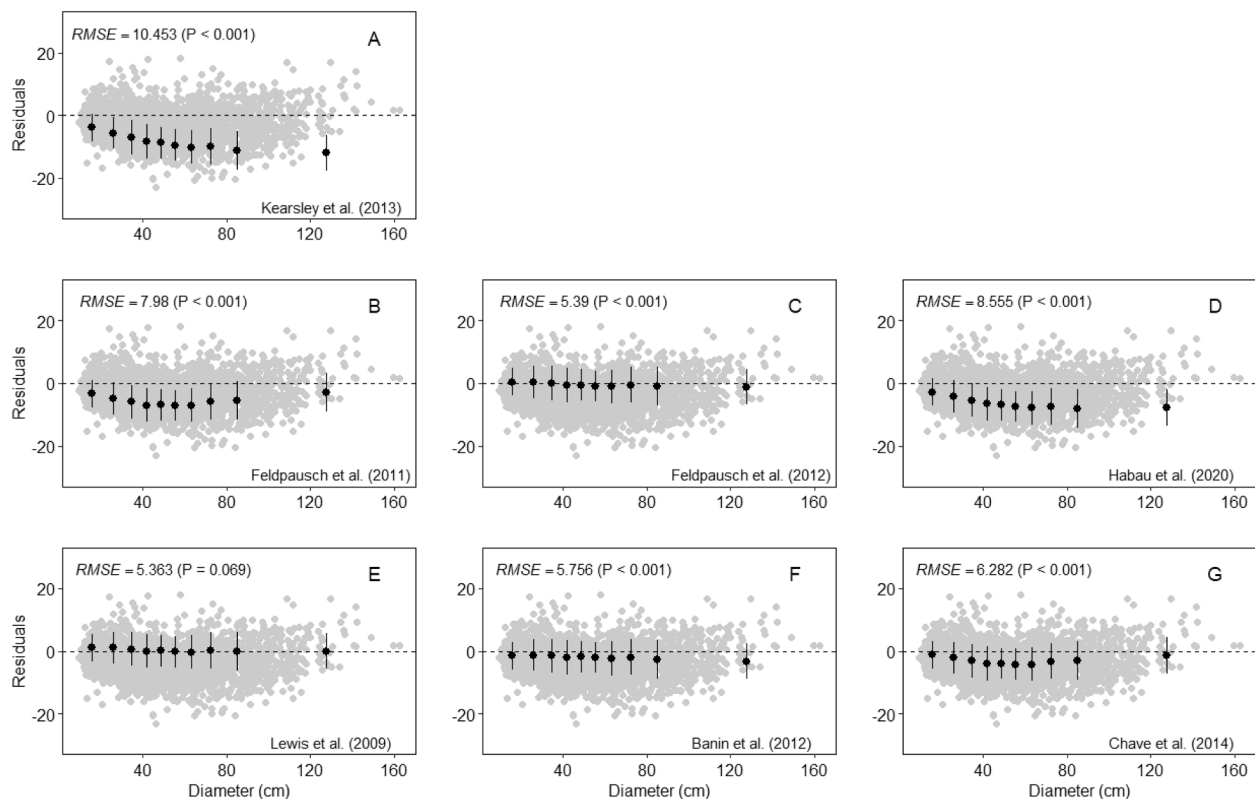 RMSE = 10.453 (P < 0.001)
A
20
0
-20
Residuals
Kearsley et al. (2013)
40 80 120 160
RMSE = 7.98 (P < 0.001)
B
20
0
-20
Residuals
Feldpausch et al. (2011)
40 80 120 160
RMSE = 5.39 (P < 0.001)
C
20
0
-20
Feldpausch et al. (2012)
40 80 120 160
RMSE = 8.555 (P < 0.001)
D
20
0
-20
Habau et al. (2020)
40 80 120 160
RMSE = 5.363 (P = 0.069)
E
20
0
-20
Residuals
Lewis et al. (2009)
40 80 120 160
Diameter (cm)
RMSE = 5.756 (P < 0.001)
F
20
0
-20
Banin et al. (2012)
40 80 120 160
Diameter (cm)
RMSE = 6.282 (P < 0.001)
G
20
0
-20
Chave et al. (2014)
40 80 120 160
Diameter (cm)